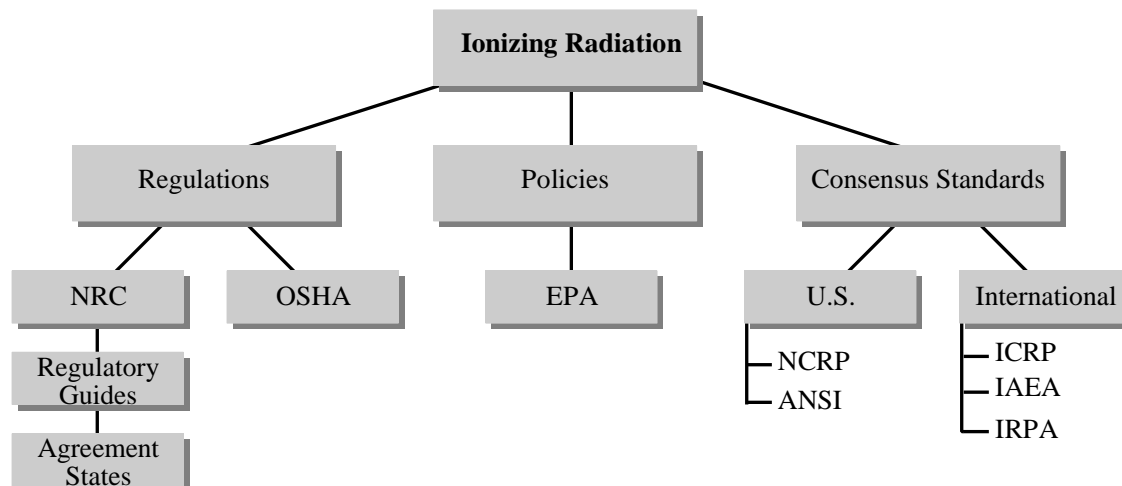 Ionizing Radiation
Regulations
Policies
Consensus Standards
NRC
OSHA
EPA
U.S.
International
Regulatory
Guides
NCRP
ANSI
ICRP
IAEA
IRPA
Agreement
States